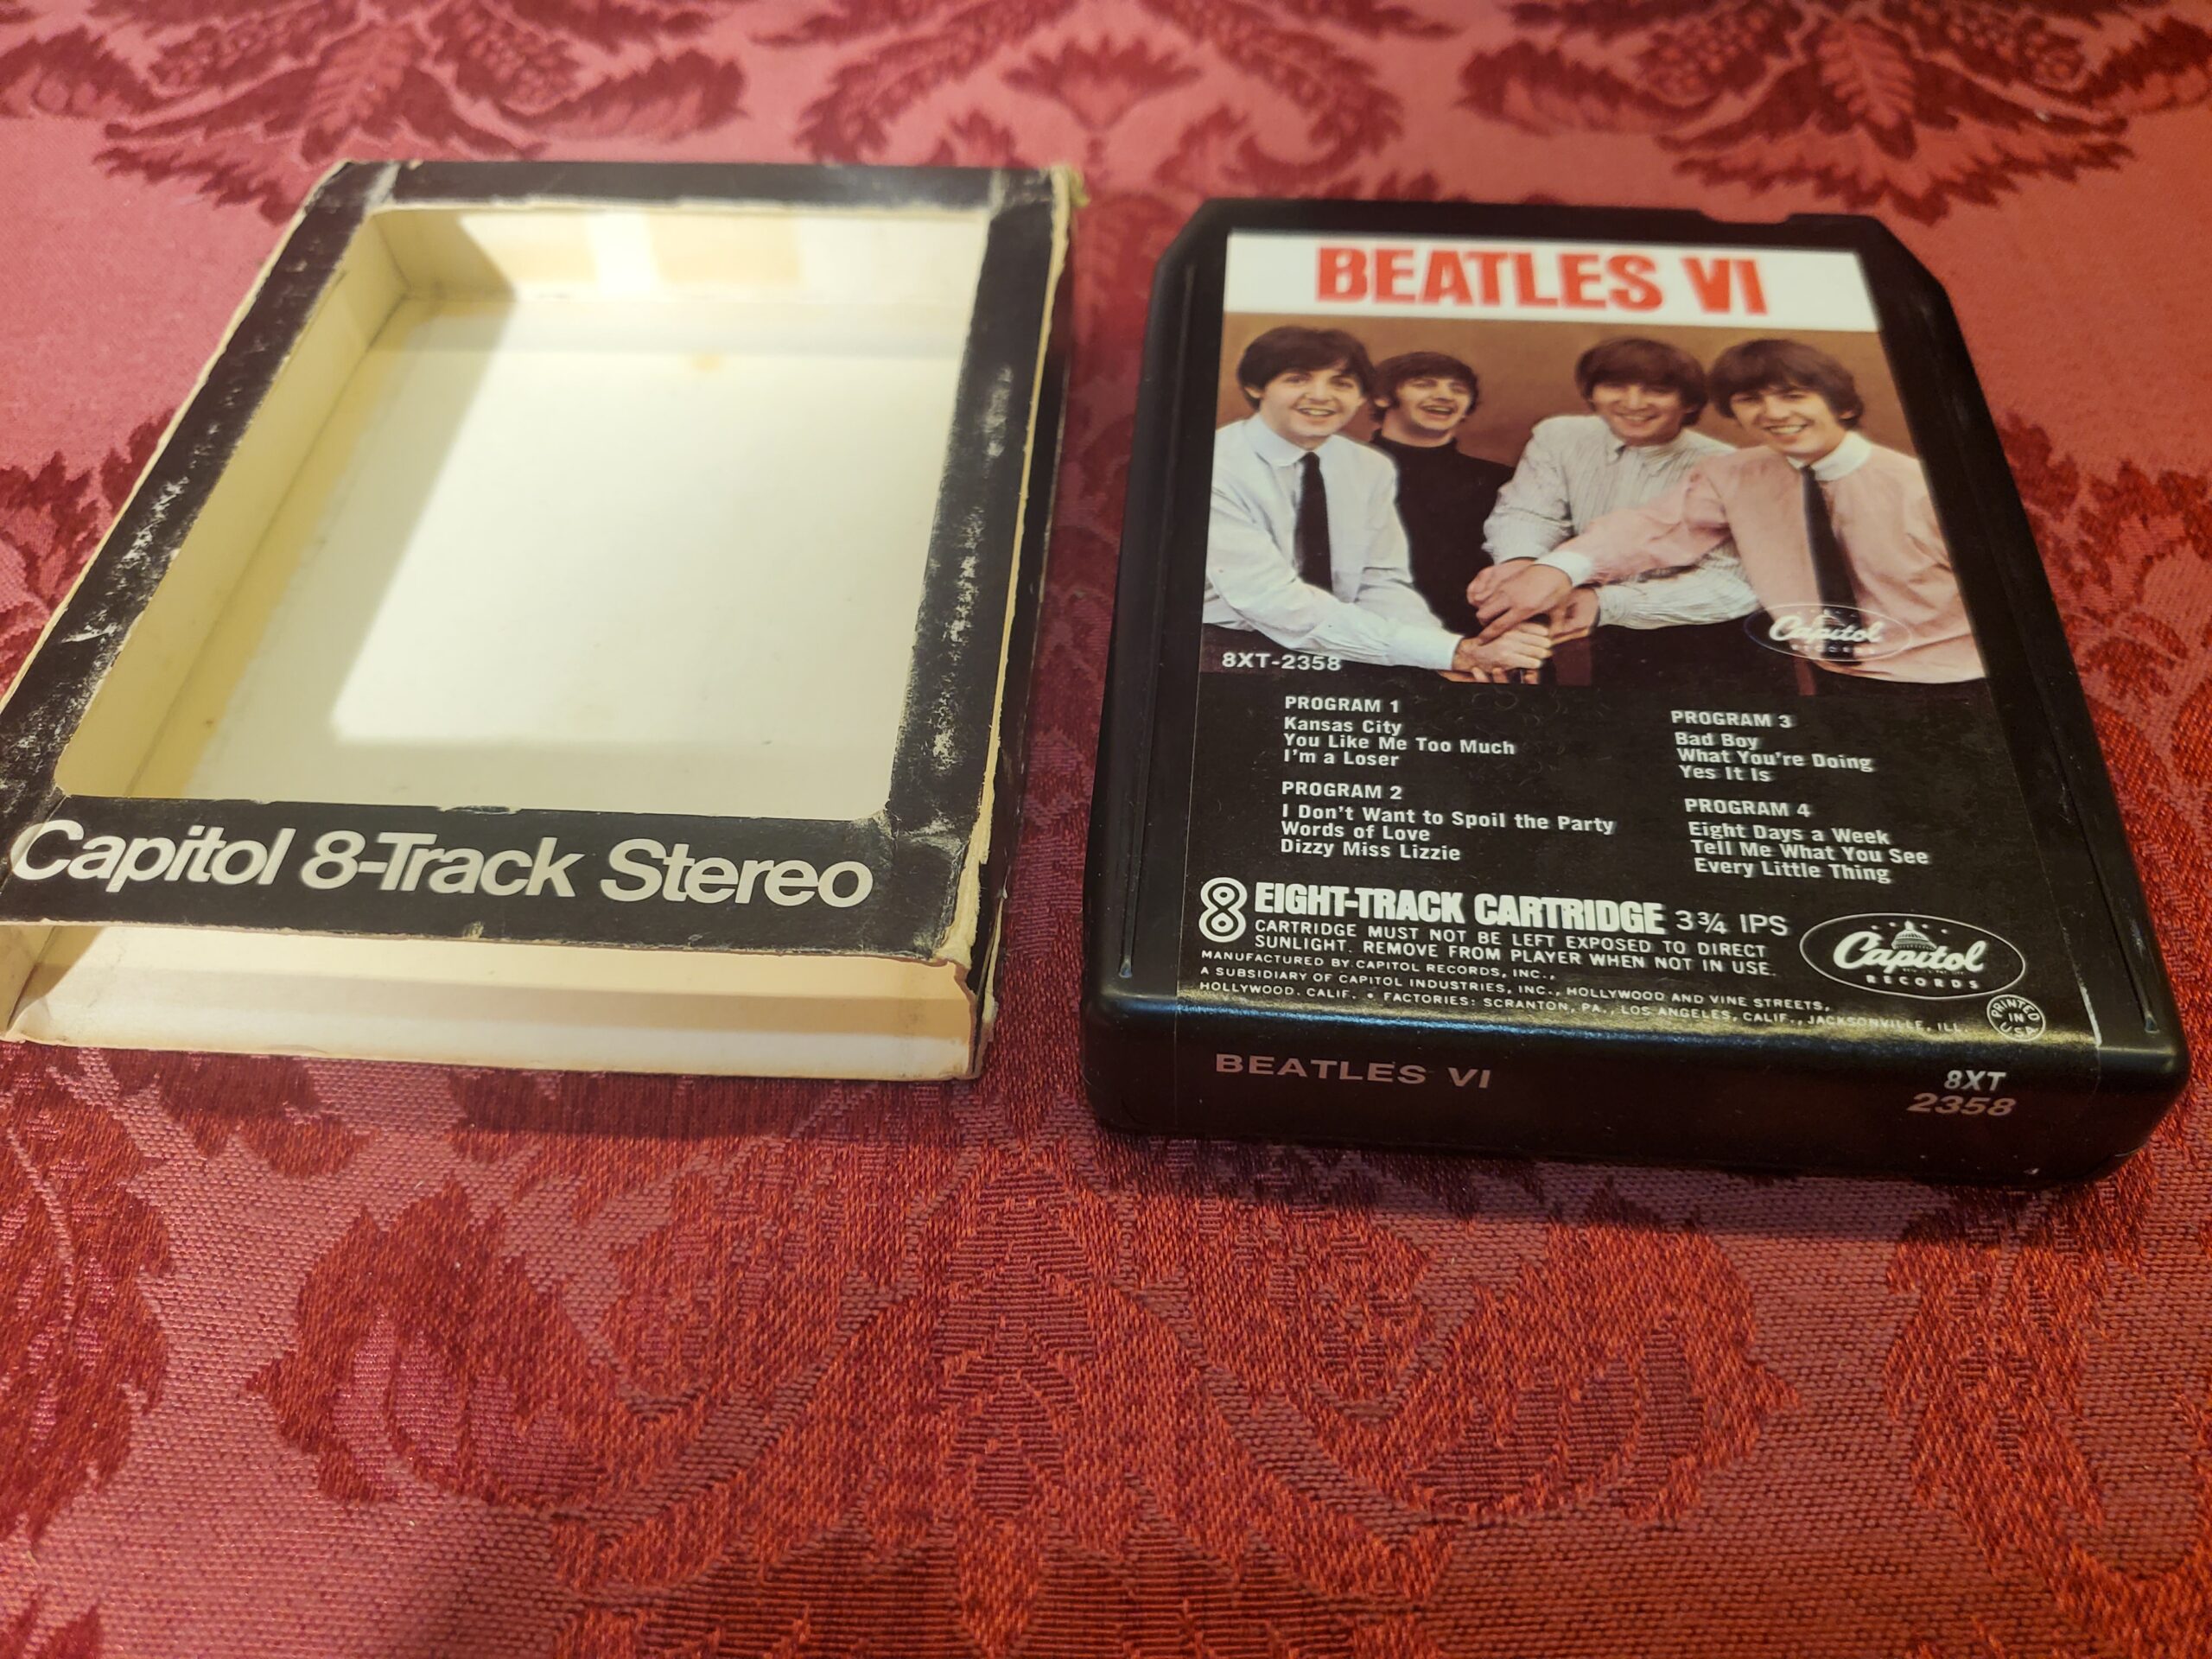 Capitol 8-Track Stereo
BEATLES VI
Capitol
RECORDS
8XT-2358
PROGRAM 1
Kansas City
You Like Me Too Much
I'm a Loser
PROGRAM 2
I Don't Want to Spoil the Party
Words of Love
Dizzy Miss Lizzie
PROGRAM 3
Bad Boy
What You're Doing
Yes It Is
PROGRAM 4
Eight Days a Week
Tell Me What You See
Every Little Thing
8 EIGHT-TRACK CARTRIDGE 3¾ IPS
CARTRIDGE MUST NOT BE LEFT EXPOSED TO DIRECT
SUNLIGHT. REMOVE FROM PLAYER WHEN NOT IN USE.
MANUFACTURED BY CAPITOL RECORDS, INC.,
A SUBSIDIARY OF CAPITOL INDUSTRIES, INC., HOLLYWOOD AND VINE STREETS,
HOLLYWOOD, CALIF. • FACTORIES: SCRANTON, PA., LOS ANGELES, CALIF., JACKSONVILLE, ILL.
Capitol
RECORDS
PRINTED
IN
USA
BEATLES VI
8XT
2358